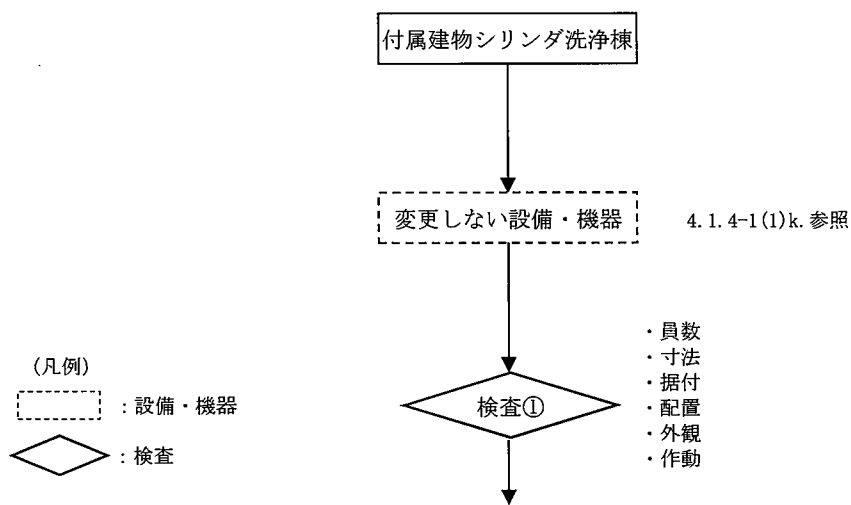 付属建物シリンダ洗浄棟
変更しない設備・機器
4.1.4-1(1)k.参照
・員数
・寸法
・据付
・配置
・外観
・作動
検査①
(凡例)
：設備・機器
：検査